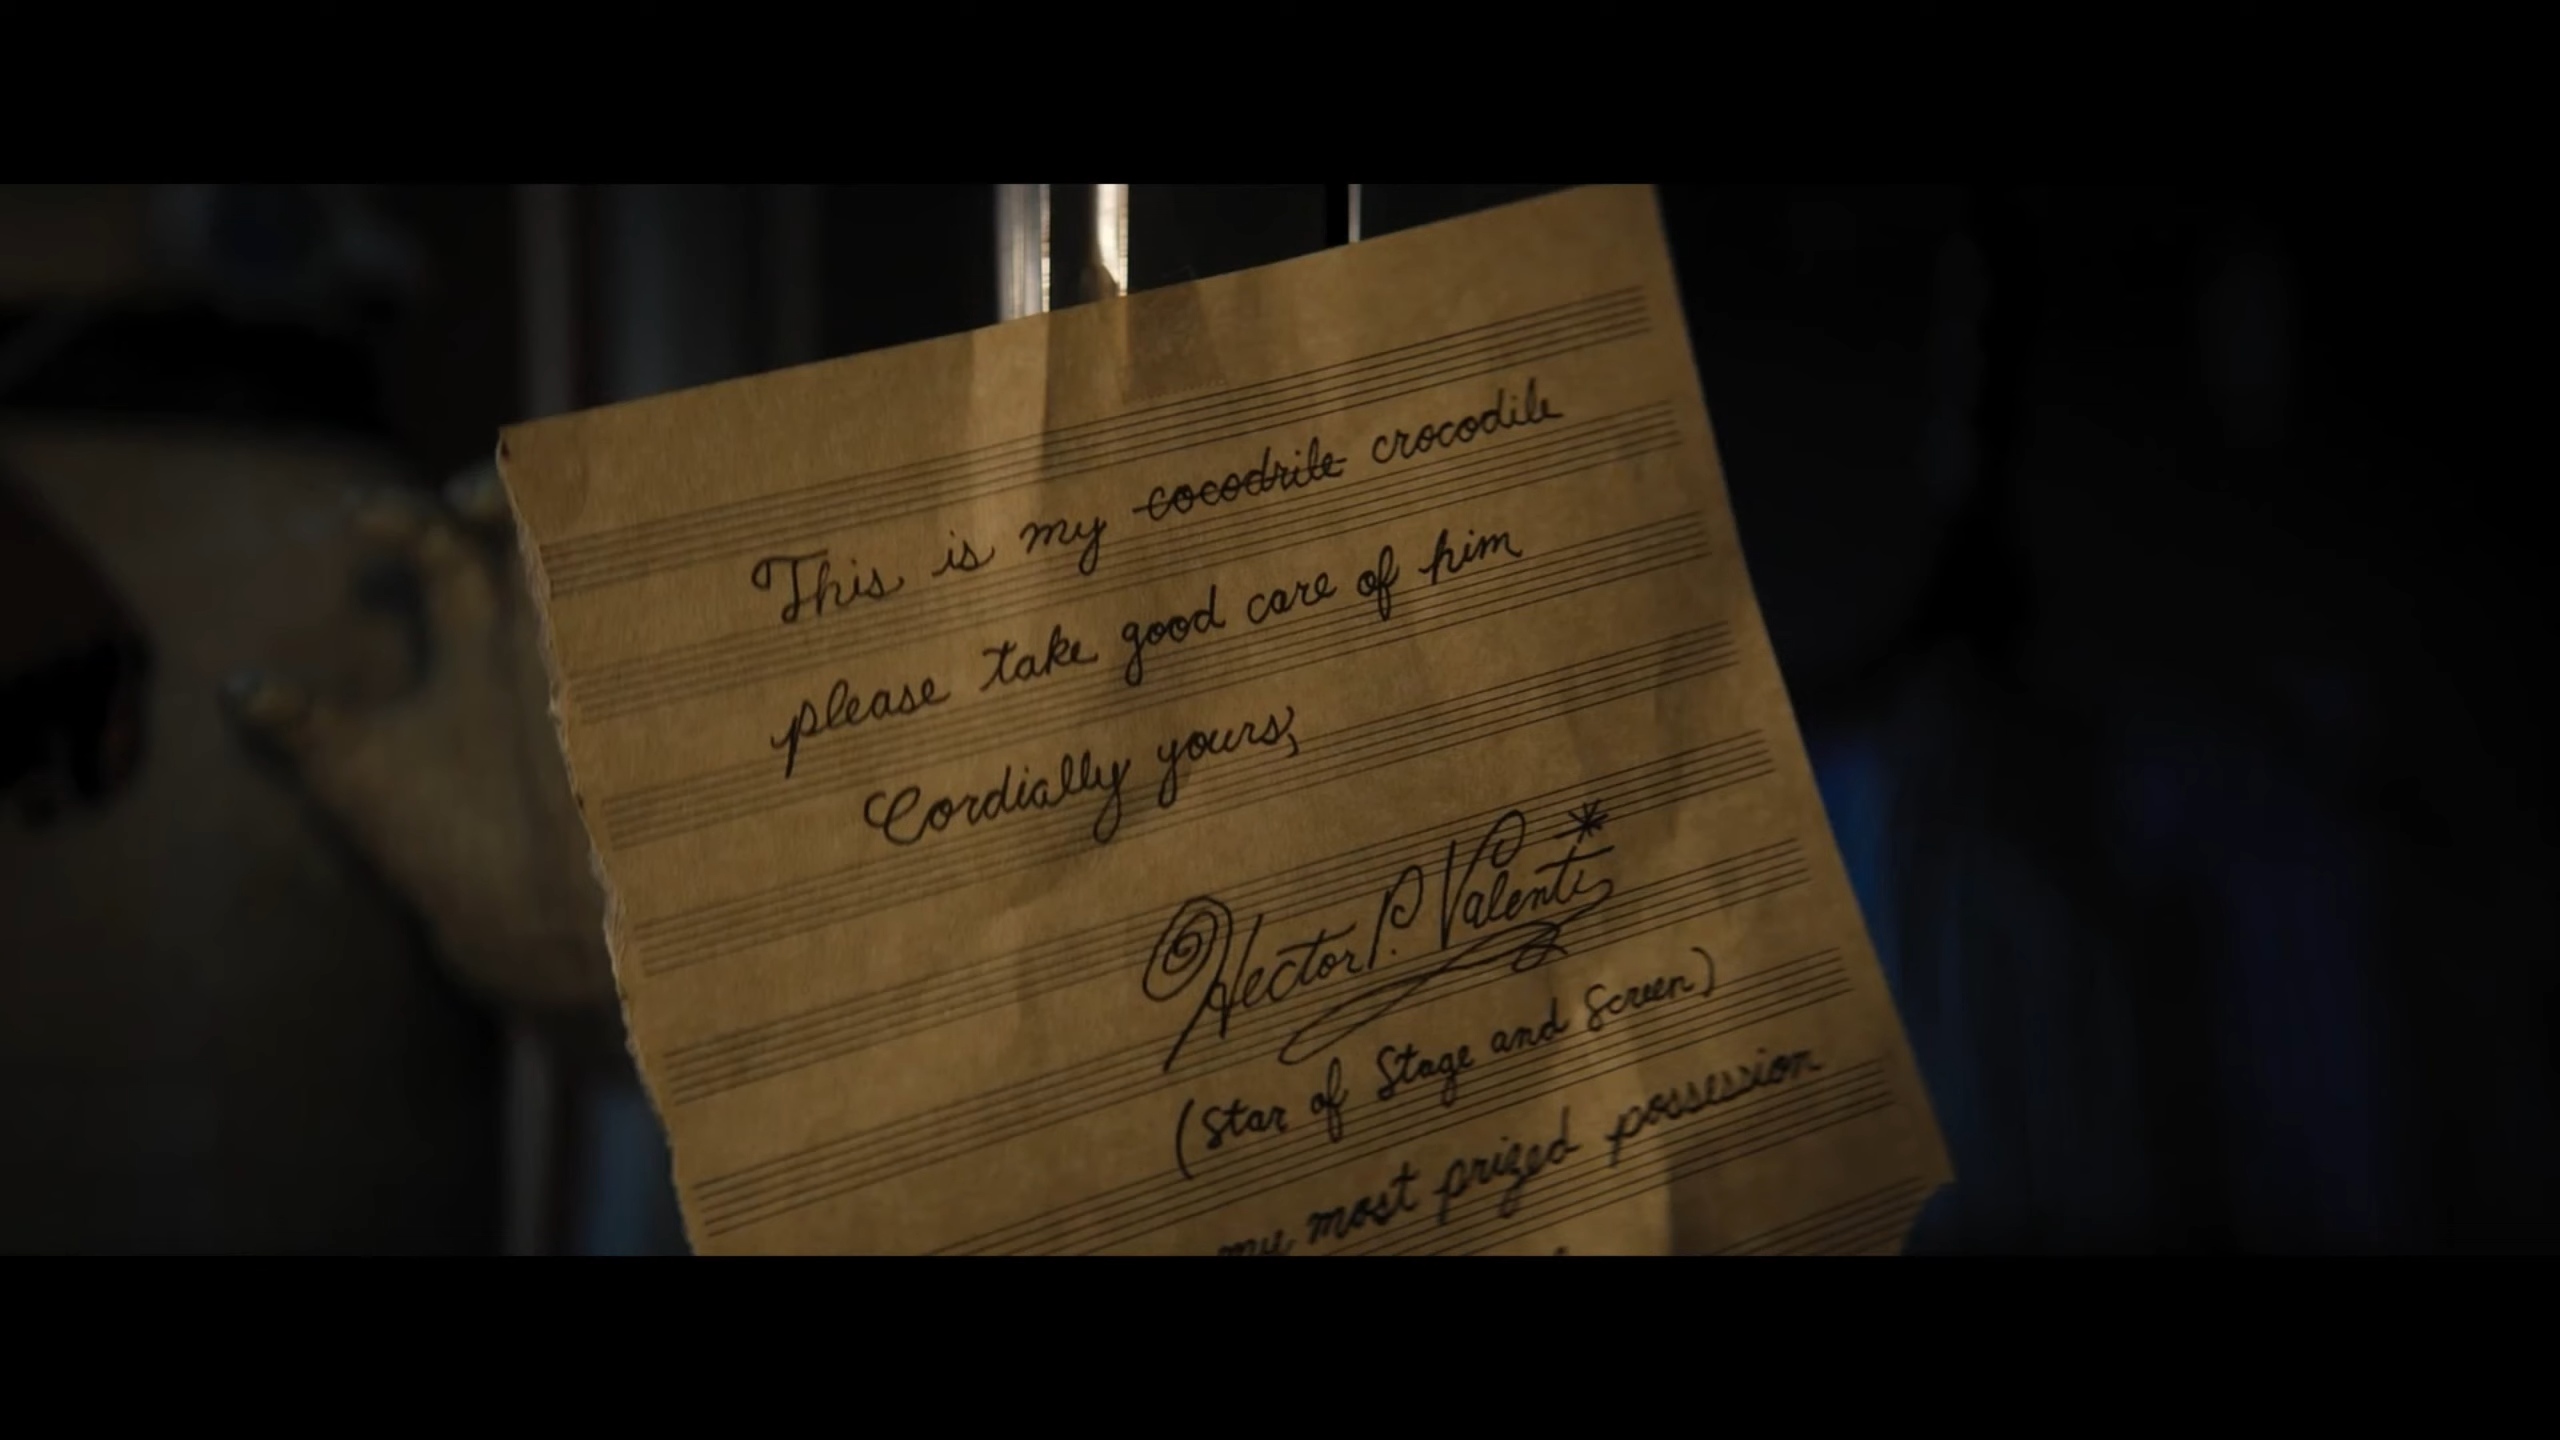 This is my cocodrile crocodile
please take good care of him
Cordially yours,
Hector P. Valenti
(Star of Stage and Screen)
my most prized possession